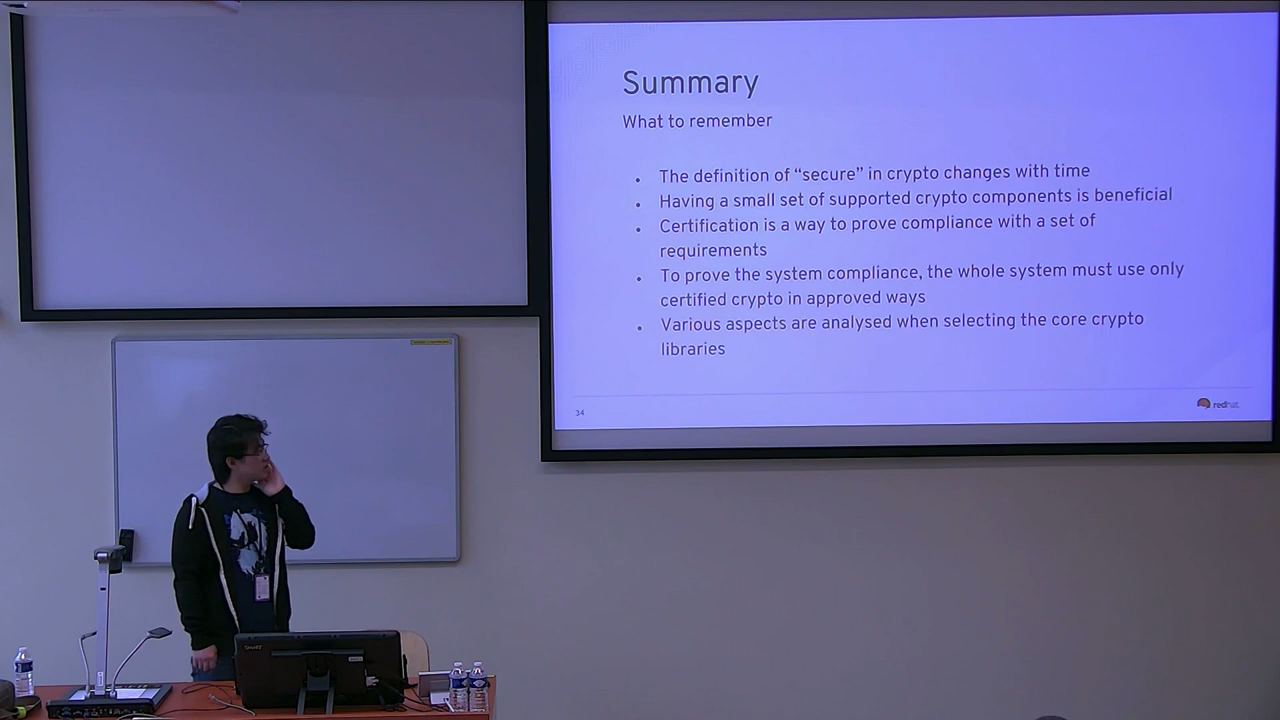 Summary
What to remember
The definition of “secure” in crypto changes with time
Having a small set of supported crypto components is beneficial
Certification is a way to prove compliance with a set of
requirements
To prove the system compliance, the whole system must use only
certified crypto in approved ways
Various aspects are analysed when selecting the core crypto
libraries
34
redhat.